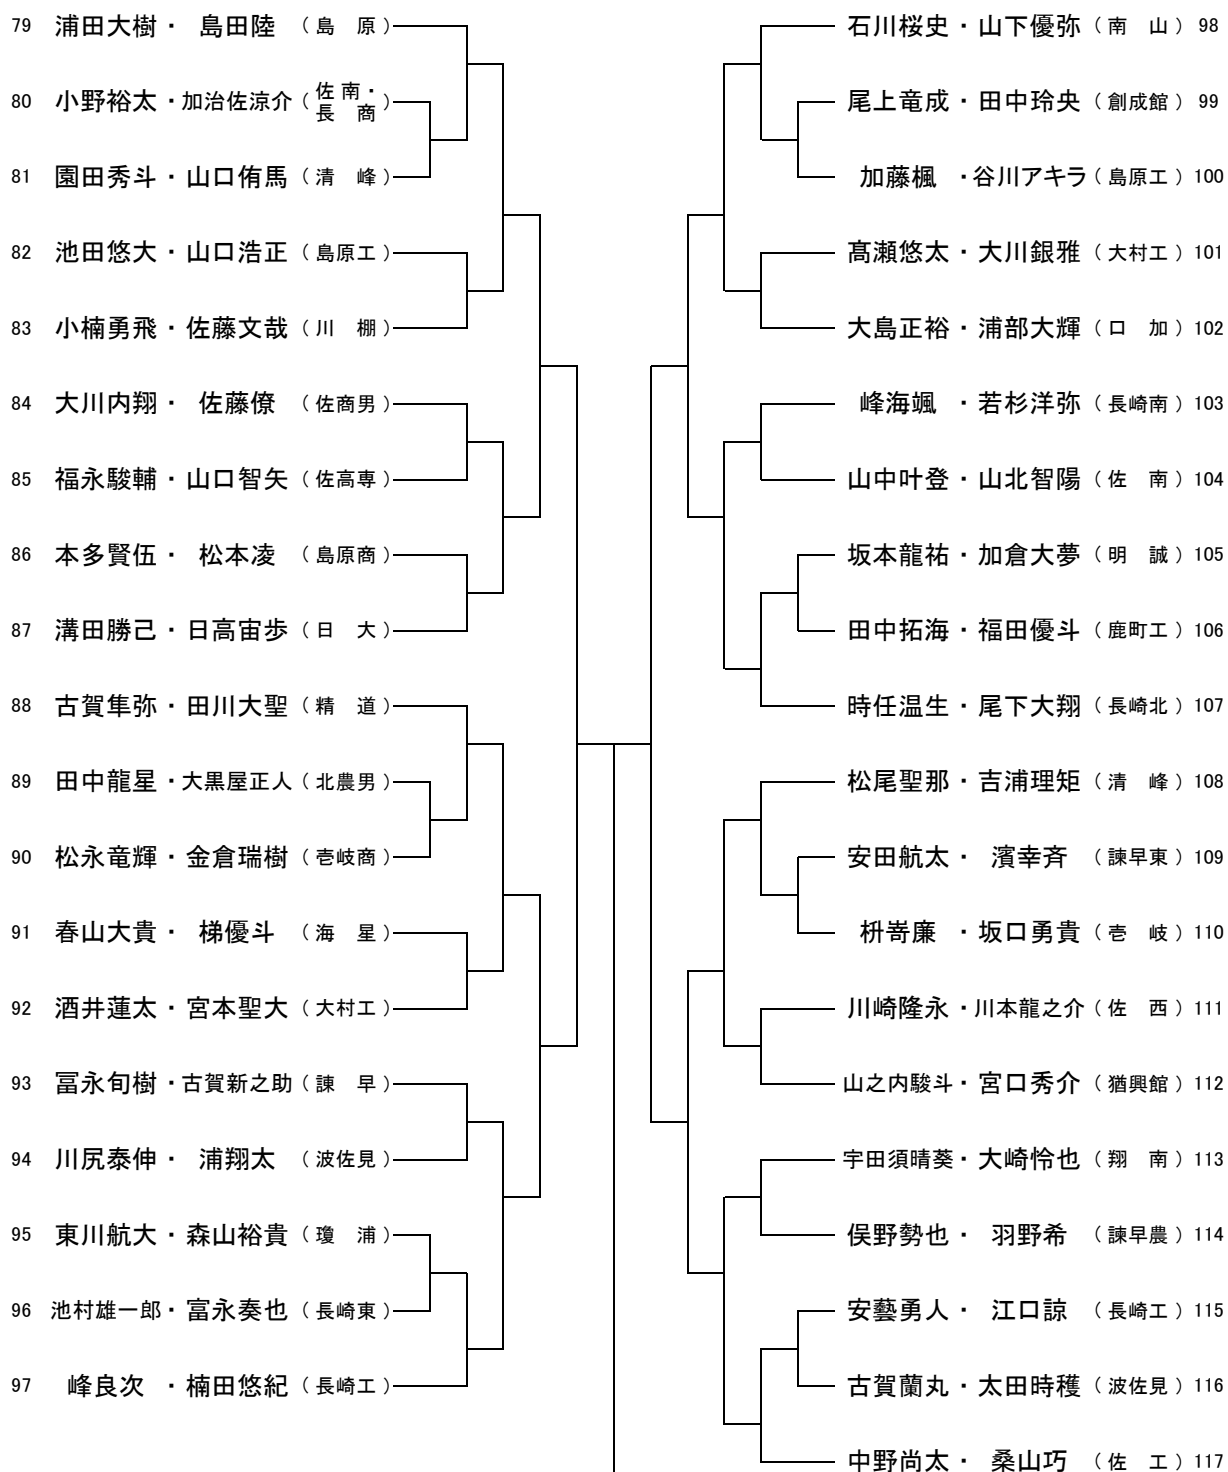 79 浦田大樹・ 島田陸 （島 原）
80 小野裕太・加治佐涼介（佐南・長 商）
81 園田秀斗・山口侑馬（清 峰）
82 池田悠大・山口浩正（島原工）
83 小楠勇飛・佐藤文哉（川 棚）
84 大川内翔・ 佐藤僚 （佐商男）
85 福永駿輔・山口智矢（佐高専）
86 本多賢伍・ 松本凌 （島原商）
87 溝田勝己・日高宙歩（日 大）
88 古賀隼弥・田川大聖（精 道）
89 田中龍星・大黒屋正人（北農男）
90 松永竜輝・金倉瑞樹（壱岐商）
91 春山大貴・ 梯優斗 （海 星）
92 酒井蓮太・宮本聖大（大村工）
93 冨永旬樹・古賀新之助（諫 早）
94 川尻泰伸・ 浦翔太 （波佐見）
95 東川航大・森山裕貴（瓊 浦）
96 池村雄一郎・富永奏也（長崎東）
97 峰良次 ・楠田悠紀（長崎工）
石川桜史・山下優弥（南 山）98
尾上竜成・田中玲央（創成館）99
加藤楓 ・谷川アキラ（島原工）100
髙瀬悠太・大川銀雅（大村工）101
大島正裕・浦部大輝（口 加）102
峰海颯 ・若杉洋弥（長崎南）103
山中叶登・山北智陽（佐 南）104
坂本龍祐・加倉大夢（明 誠）105
田中拓海・福田優斗（鹿町工）106
時任温生・尾下大翔（長崎北）107
松尾聖那・吉浦理矩（清 峰）108
安田航太・ 濱幸斉 （諫早東）109
枡嵜廉 ・坂口勇貴（壱 岐）110
川崎隆永・川本龍之介（佐 西）111
山之内駿斗・宮口秀介（猶興館）112
宇田須晴葵・大崎怜也（翔 南）113
俣野勢也・ 羽野希 （諫早農）114
安藝勇人・ 江口諒 （長崎工）115
古賀蘭丸・太田時穫（波佐見）116
中野尚太・ 桑山巧 （佐 工）117